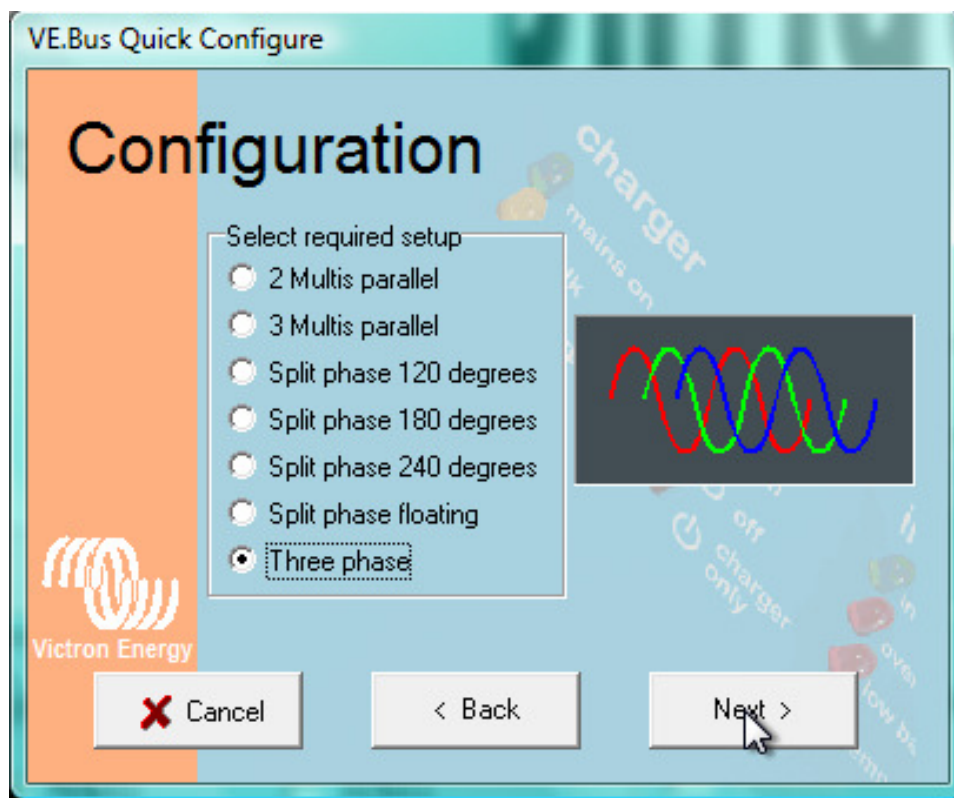 VE.Bus Quick Configure
Configuration
Select required setup
2 Multis parallel
3 Multis parallel
Split phase 120 degrees
Split phase 180 degrees
Split phase 240 degrees
Split phase floating
Three phase
charger
mains on
off
charger
only
Victron Energy
Cancel
< Back
Next >